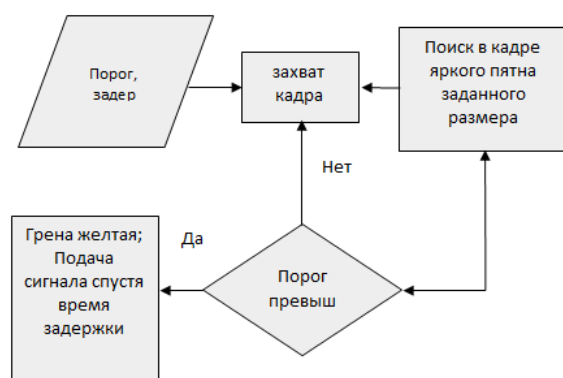 Порог,
задер
захват
кадра
Поиск в кадре
яркого пятна
заданного
размера
Нет
Да
Грена желтая;
Подача
сигнала спустя
время
задержки
Порог
превыш